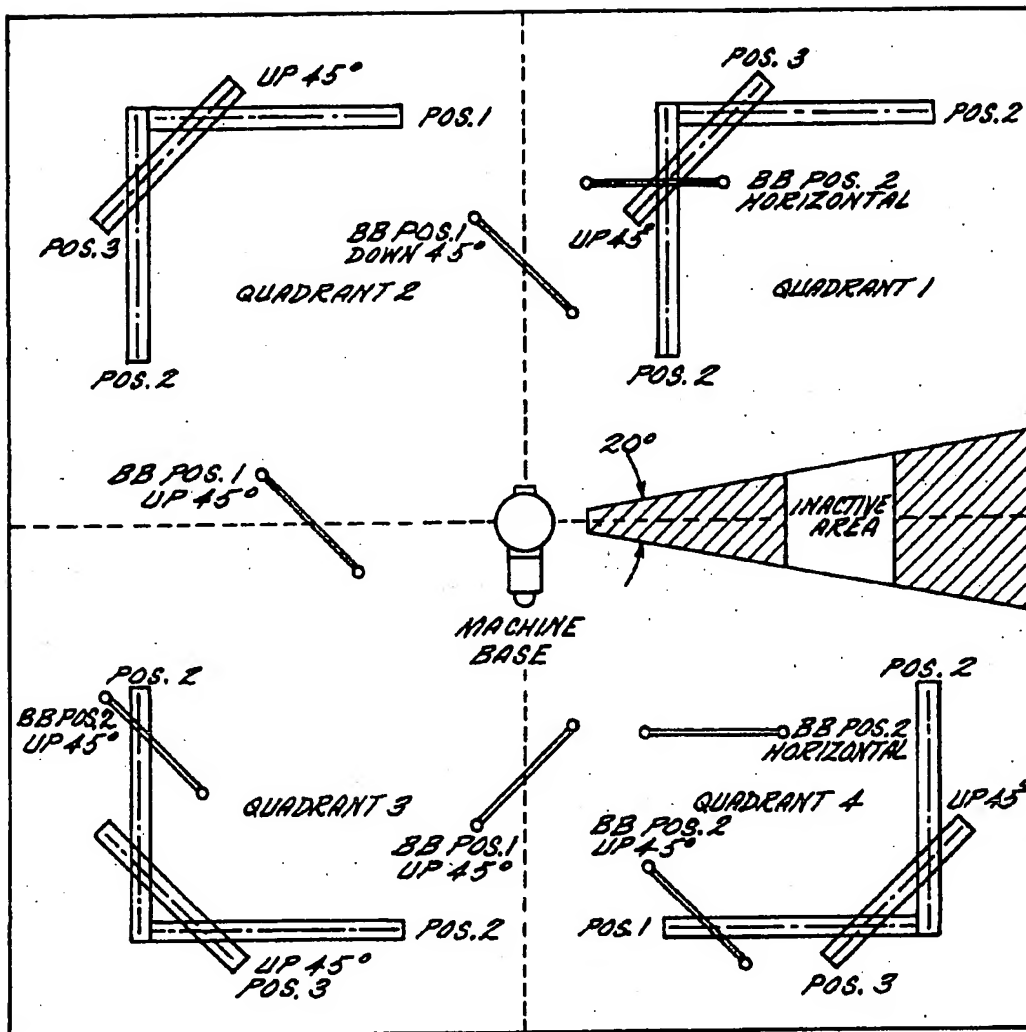 UP 45°
POS. 1
POS. 3
POS. 2
POS. 3
POS. 2
UP 45°
POS. 2
BB POS. 2
HORIZONTAL
BB POS. 1
DOWN 45°
QUADRANT 2
QUADRANT 1
BB POS. 1
UP 45°
20°
INACTIVE
AREA
MACHINE
BASE
POS. 2
BB POS. 2
UP 45°
QUADRANT 3
UP 45°
POS. 3
POS. 2
BB POS. 1
UP 45°
POS. 2
BB POS. 2
HORIZONTAL
QUADRANT 4
UP 45°
BB POS. 2
UP 45°
POS. 1
POS. 3